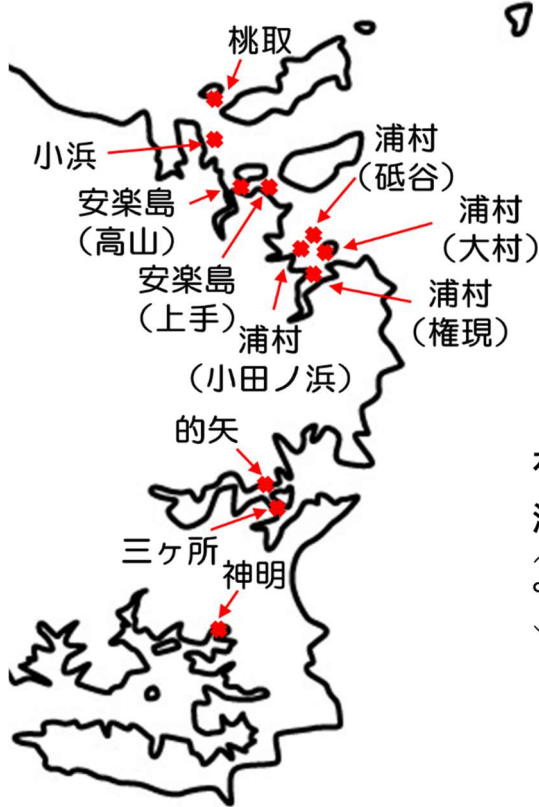 桃取
小浜
安楽島
（高山）
安楽島
（上手）
浦村
（砥谷）
浦村
（大村）
浦村
（権現）
浦村
（小田ノ浜）
的矢
三ヶ所
神明